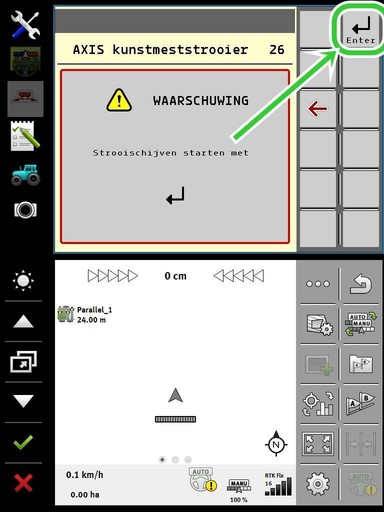 AXIS kunstmeststrooier 26
Enter
WAARSCHUWING
Strooischijven starten met
0 cm
Parallel_1
24.00 m
AUTO
MANU
A B
N
0.1 km/h
0.00 ha
AUTO
MANU
100 %
RTK Fix
16
AUTO